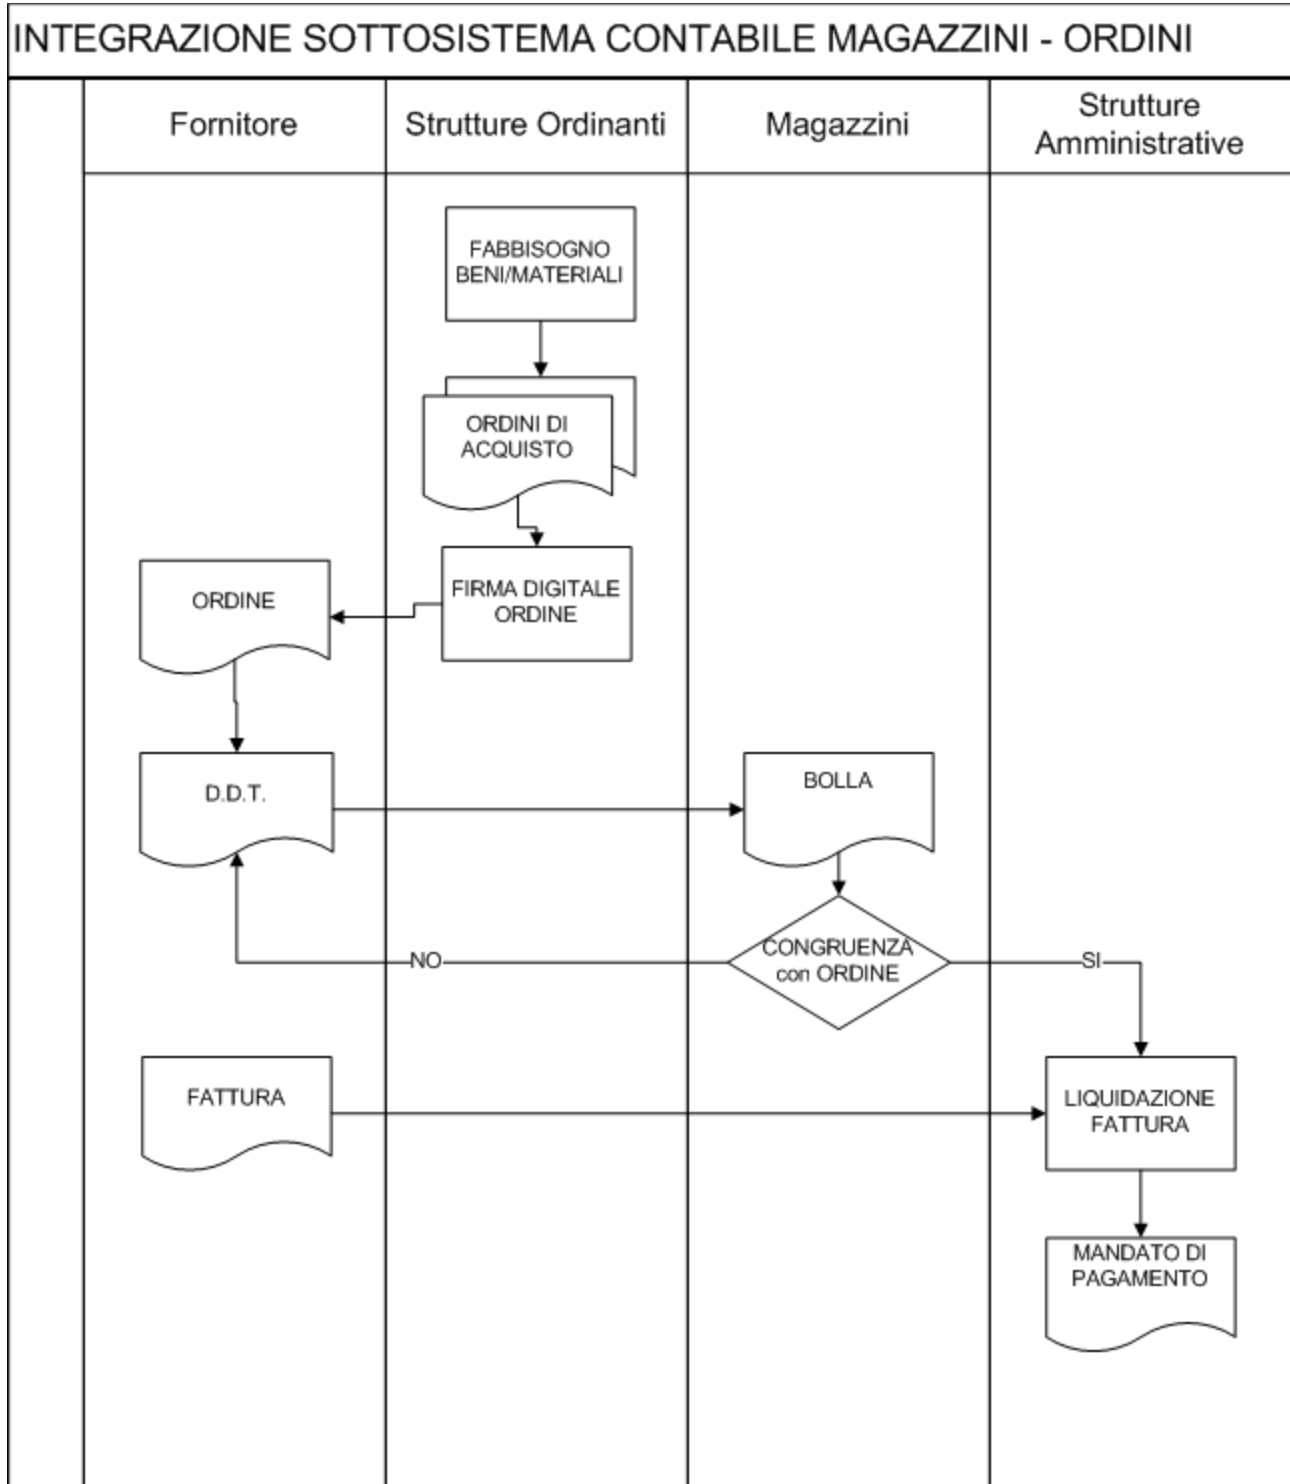 INTEGRAZIONE SOTTOSISTEMA CONTABILE MAGAZZINI - ORDINI
Fornitore
Strutture Ordinanti
Magazzini
Strutture
Amministrative
FABBISOGNO
BENI/MATERIALI
ORDINI DI
ACQUISTO
FIRMA DIGITALE
ORDINE
ORDINE
D.D.T.
BOLLA
CONGRUENZA
con ORDINE
NO
SI
FATTURA
LIQUIDAZIONE
FATTURA
MANDATO DI
PAGAMENTO